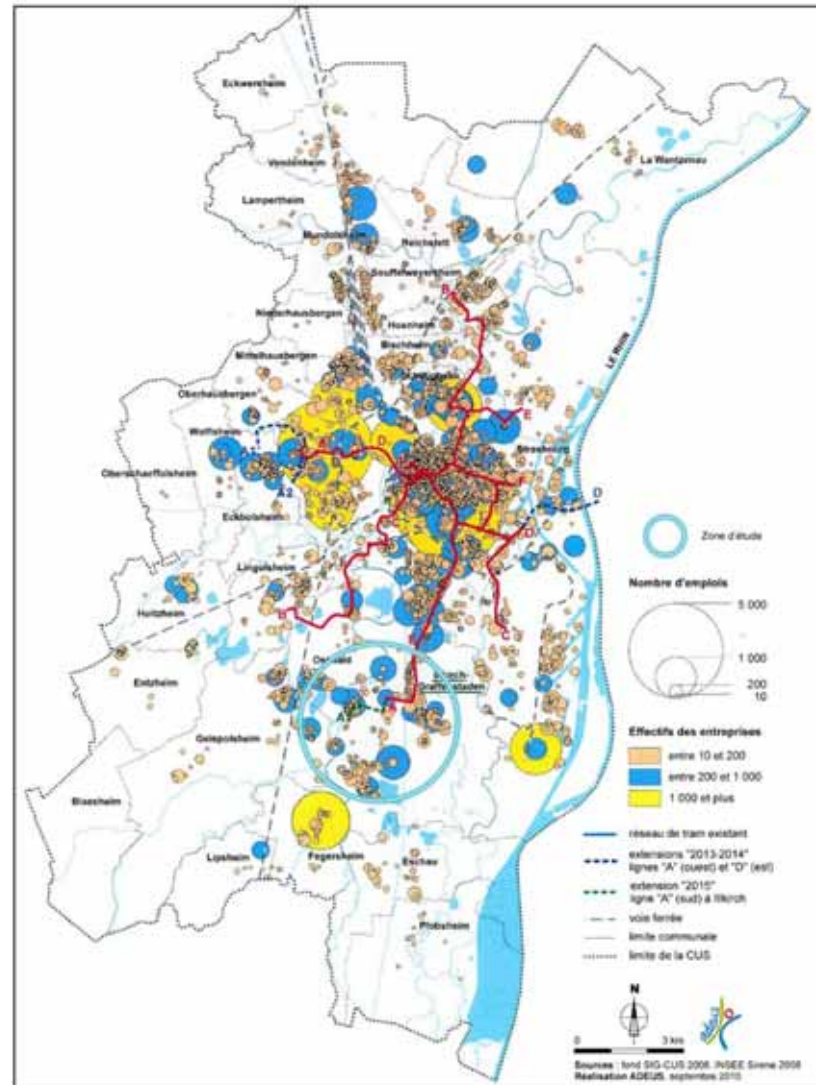 Eckwersheim
La Wantzenau
Vendenheim
Lampertheim
Mundolsheim
Reichstett
Souffelweyersheim
B
Niederhausbergen
Hoenheim
Bischheim
LE RHIN
Mittelhausbergen
Oberhausbergen
E
Wolfisheim
A
D
Strasbourg
Oberschaeffolsheim
A2
F
D
Eckbolsheim
D
Zone d'étude
Lingolsheim
Nombre d'emplois
5 000
Holtzheim
B
C
1 000
200
10
Entzheim
Ostwald
Illkirch-
Graffenstaden
A
Effectifs des entreprises
Geispolsheim
entre 10 et 200
entre 200 et 1 000
Blaesheim
1 000 et plus
réseau de tram existant
Lipsheim
Fegersheim
Eschau
extensions "2013-2014"
lignes "A" (ouest) et "D" (est)
extension "2015"
ligne "A" (sud) à Illkirch
Plobsheim
voie ferrée
limite communale
limite de la CUS
N
adeus
0 3 km
Sources : fond SIG-CUS 2008, INSEE Sirene 2008
Réalisation ADEUS, septembre 2010